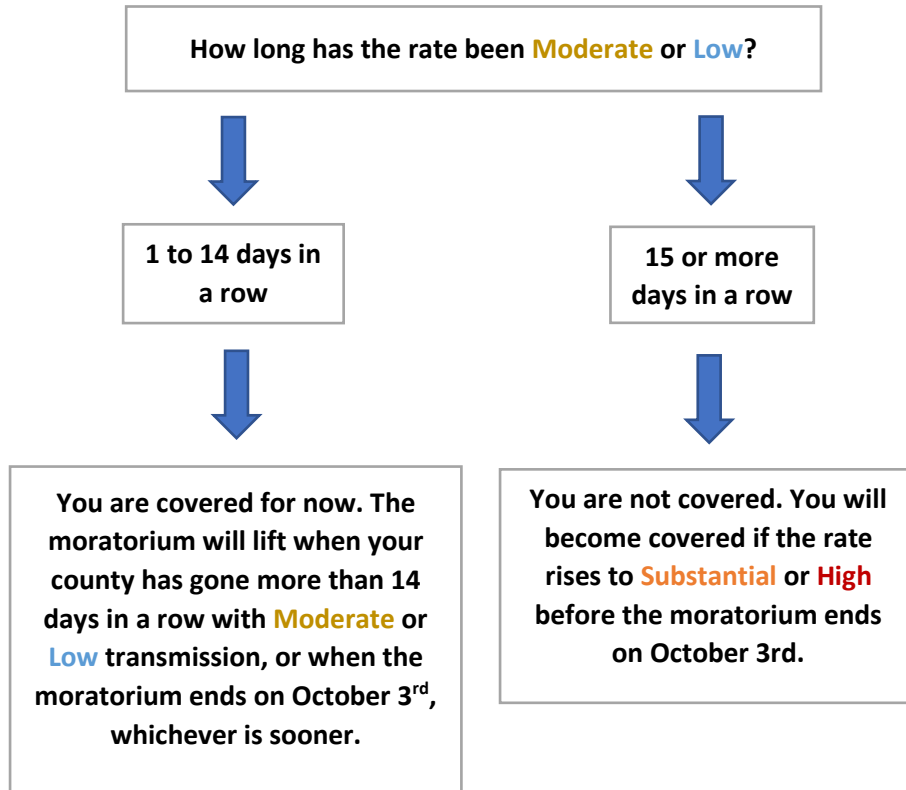 How long has the rate been Moderate or Low?
1 to 14 days in
a row
15 or more
days in a row
You are covered for now. The
moratorium will lift when your
county has gone more than 14
days in a row with Moderate or
Low transmission, or when the
moratorium ends on October 3rd,
whichever is sooner.
You are not covered. You will
become covered if the rate
rises to Substantial or High
before the moratorium ends
on October 3rd.